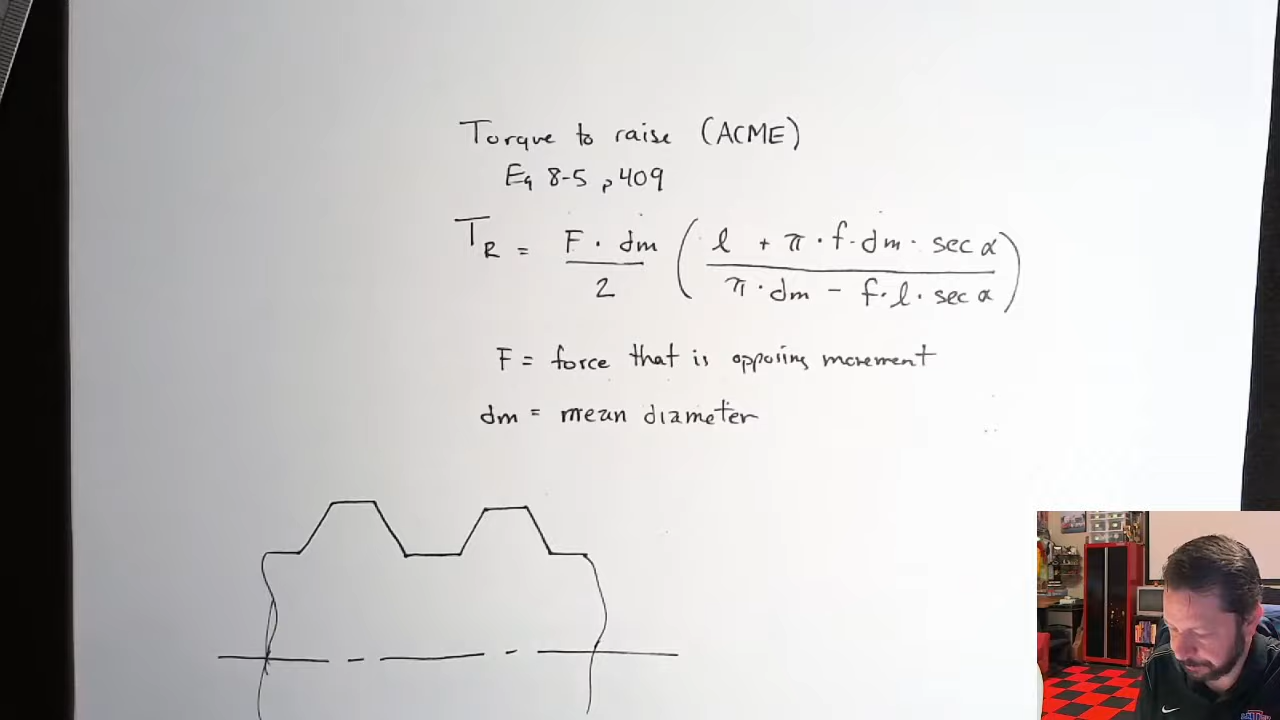 Torque to raise (ACME)
Eq 8-5 p409
T_R = F · dm / 2 ( l + π · f · dm · sec α / π · dm - f · l · sec α )
F = force that is opposing movement
dm = mean diameter